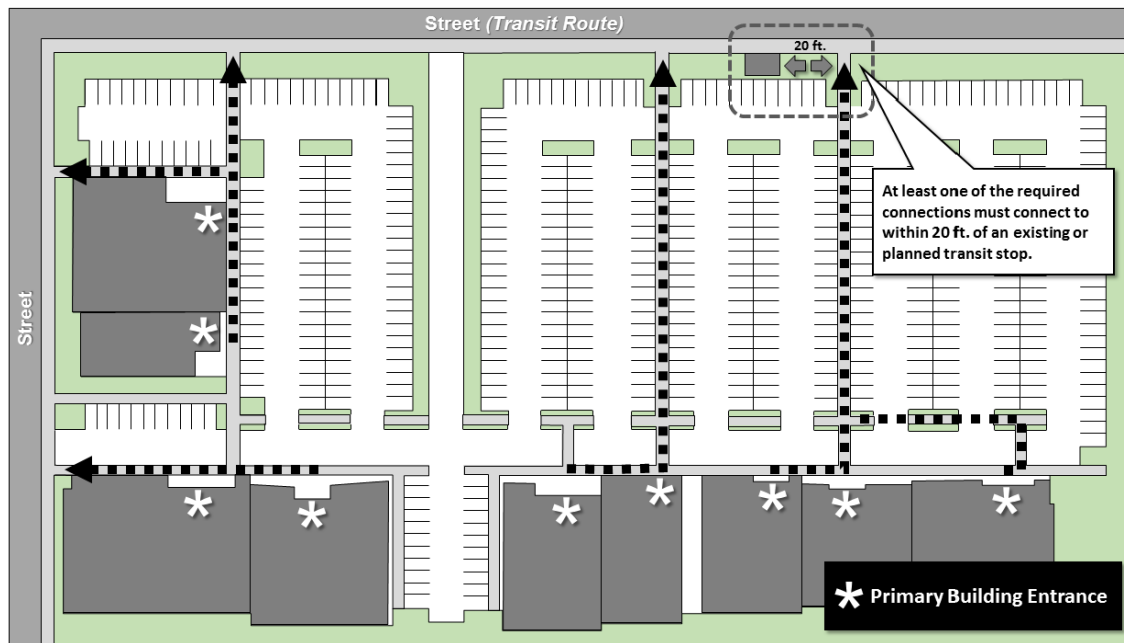 Street (Transit Route)
20 ft.
At least one of the required
connections must connect to
within 20 ft. of an existing or
planned transit stop.
Street
* Primary Building Entrance